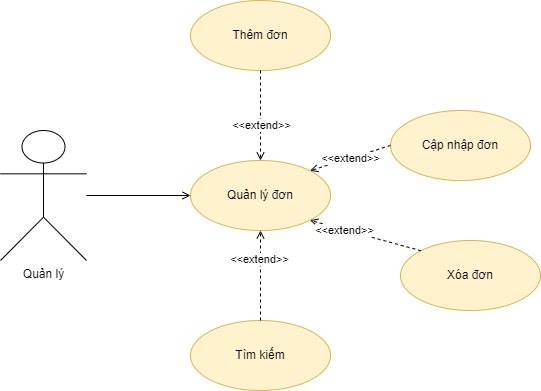 Thêm đơn
<<extend>>
Cập nhập đơn
<<extend>>
Quản lý đơn
<<extend>>
<<extend>>
Quản lý
Xóa đơn
Tìm kiếm